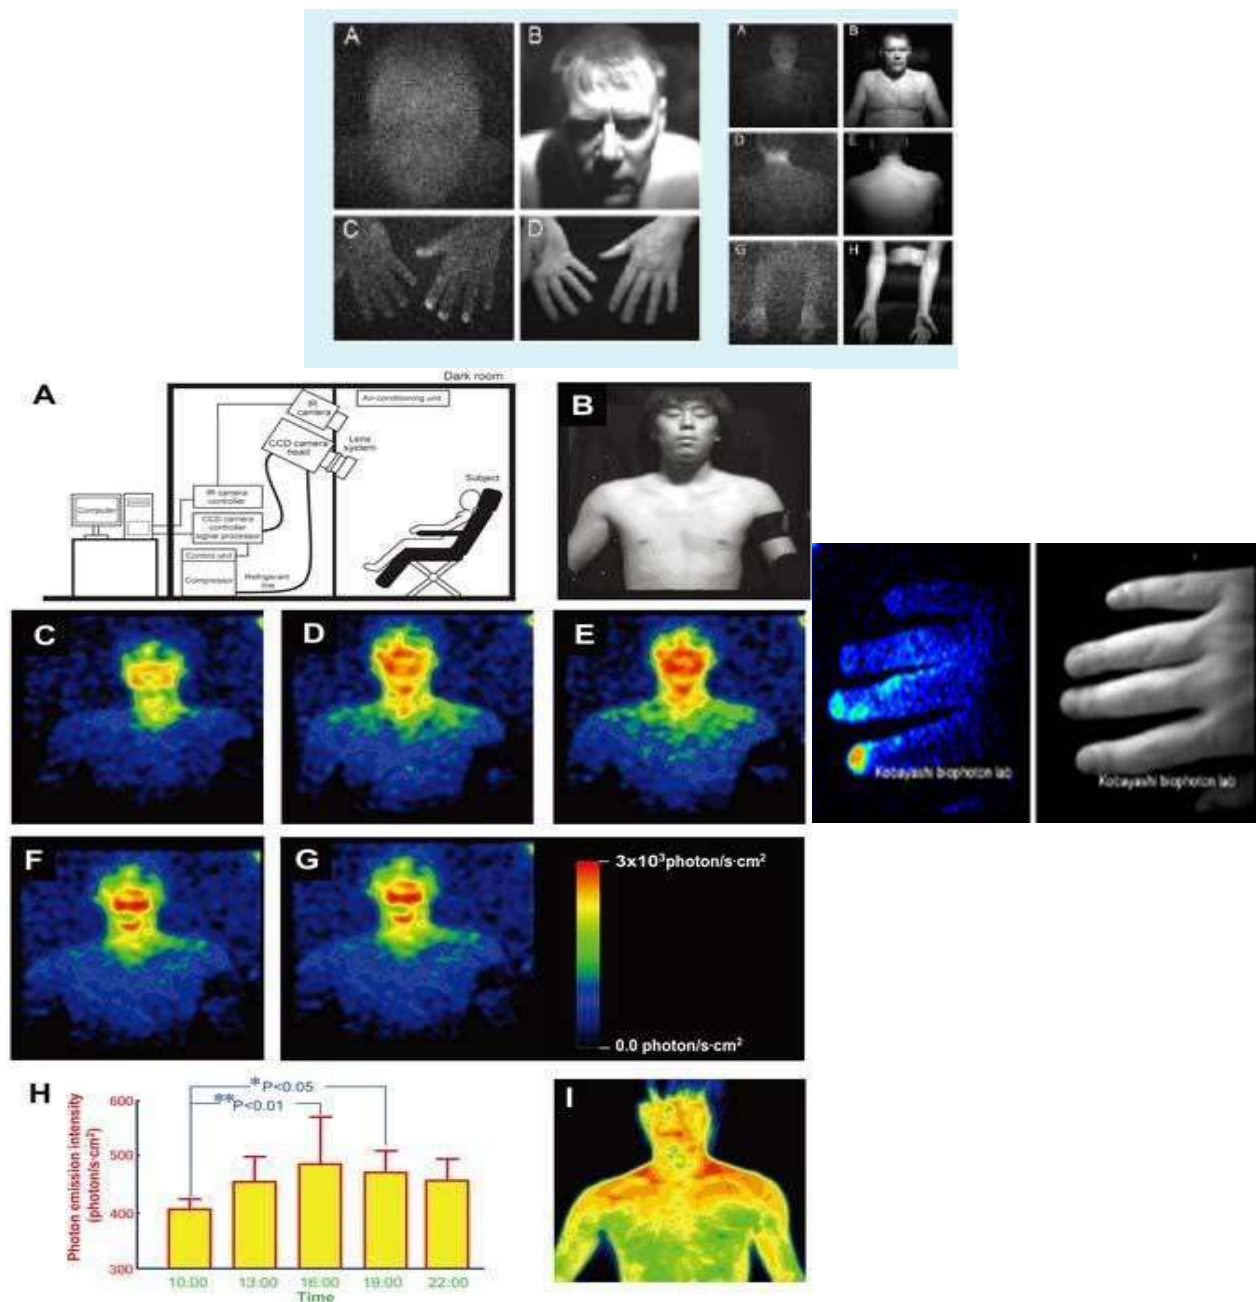 A
B
C
D
A
B
D
E
G
H
A
Dark room
IR
camera
Air-conditioning unit
CCD camera
head
Lens
system
Subject
Computer
IR camera
controller
CCD camera
controller
signal processor
Control unit
Compressor
Refrigerant
line
B
C
D
E
Kobayashi biophoton lab
Kobayashi biophoton lab
F
G
3x10³photon/s·cm²
0.0 photon/s·cm²
H
Photon emission intensity
(photon/s·cm²)
600
500
400
300
*P<0.05
**P<0.01
10:00 13:00 16:00 19:00 22:00
Time
I